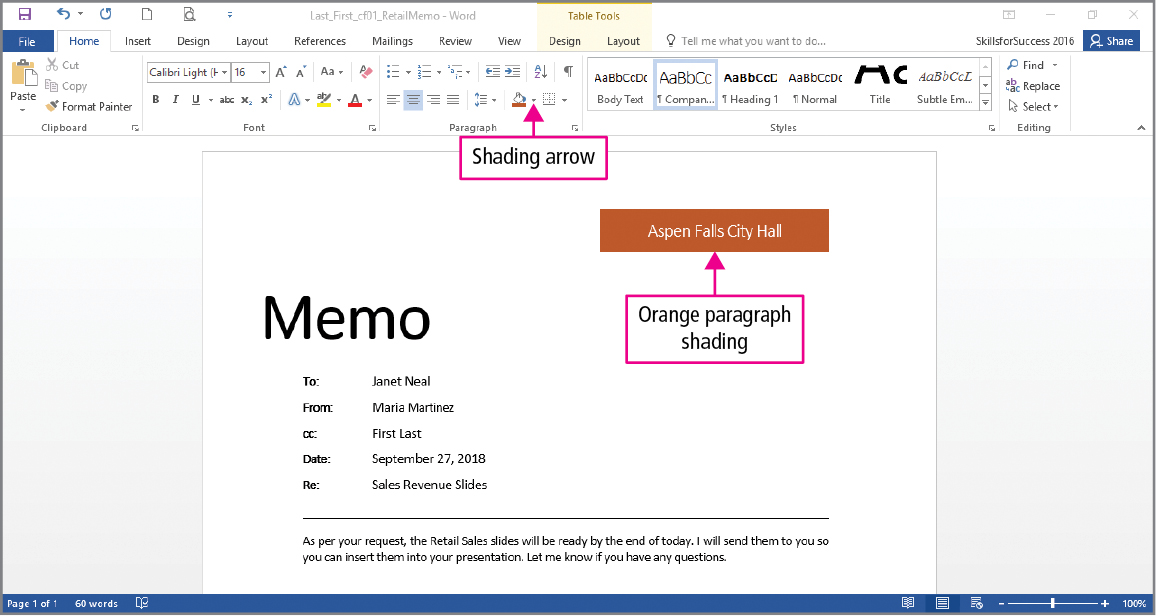 Last_First_cf01_RetailMemo - Word
Table Tools
File Home Insert Design Layout References Mailings Review View Design Layout Tell me what you want to do... SkillsforSuccess 2016 Share
Paste
Cut
Copy
Format Painter
Clipboard
Calibri Light (H 16 A A Aa
B I U abc x₂ x² A ab A
Font
Paragraph
AaBbCcDc AaBbCc AaBbCcD AaBbCcDc AaBbCcL
Body Text ¶ Compan... ¶ Heading 1 ¶ Normal Title Subtle Em...
Styles
Find
Replace
Select
Editing
Shading arrow
Aspen Falls City Hall
Orange paragraph
shading
Memo
To: Janet Neal
From: Maria Martinez
cc: First Last
Date: September 27, 2018
Re: Sales Revenue Slides
As per your request, the Retail Sales slides will be ready by the end of today. I will send them to you so
you can insert them into your presentation. Let me know if you have any questions.
Page 1 of 1 60 words 100%